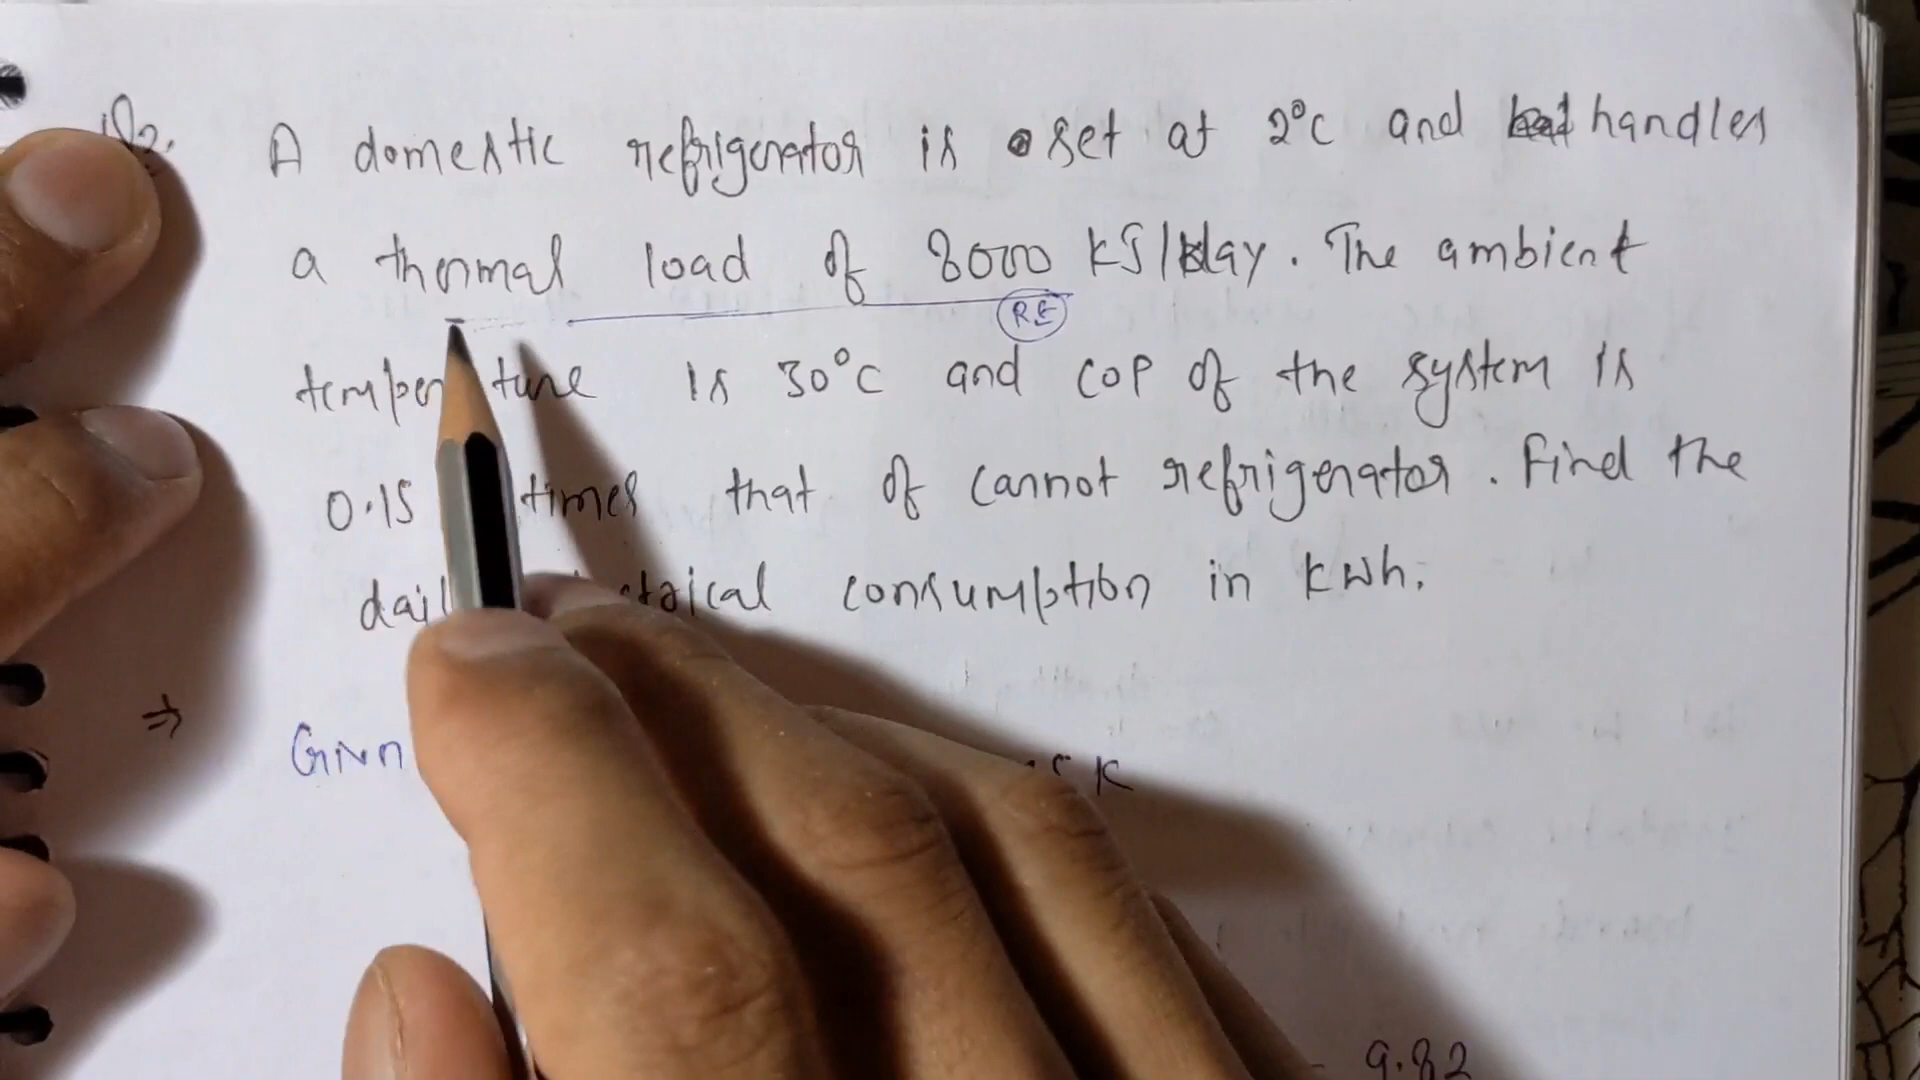 Q2. A domestic refrigerator is set at 2°C and handles
a thermal load of 8000 kJ/day. The ambient
RE
is 30°C and COP of the system is
0.15 times that of cannot refrigerator. Find the
consumption in kwh.
⇒ Given
K
9.82